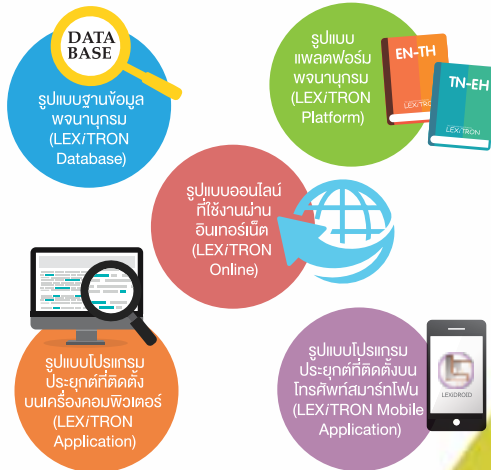 DATA
BASE
รูปแบบฐานข้อมูล
พจนานุกรม
(LEXiTRON
Database)
รูปแบบ
แพลตฟอร์ม
พจนานุกรม
(LEXiTRON
Platform)
EN-TH
LEXiTRON
TN-EH
LEXiTRON
รูปแบบออนไลน์
ที่ใช้งานผ่าน
อินเทอร์เน็ต
(LEXiTRON
Online)
รูปแบบโปรแกรม
ประยุกต์ที่ติดตั้ง
บนเครื่องคอมพิวเตอร์
(LEXiTRON
Application)
รูปแบบโปรแกรม
ประยุกต์ที่ติดตั้งบน
โทรศัพท์สมาร์ทโฟน
(LEXiTRON Mobile
Application)
LEXiDROID